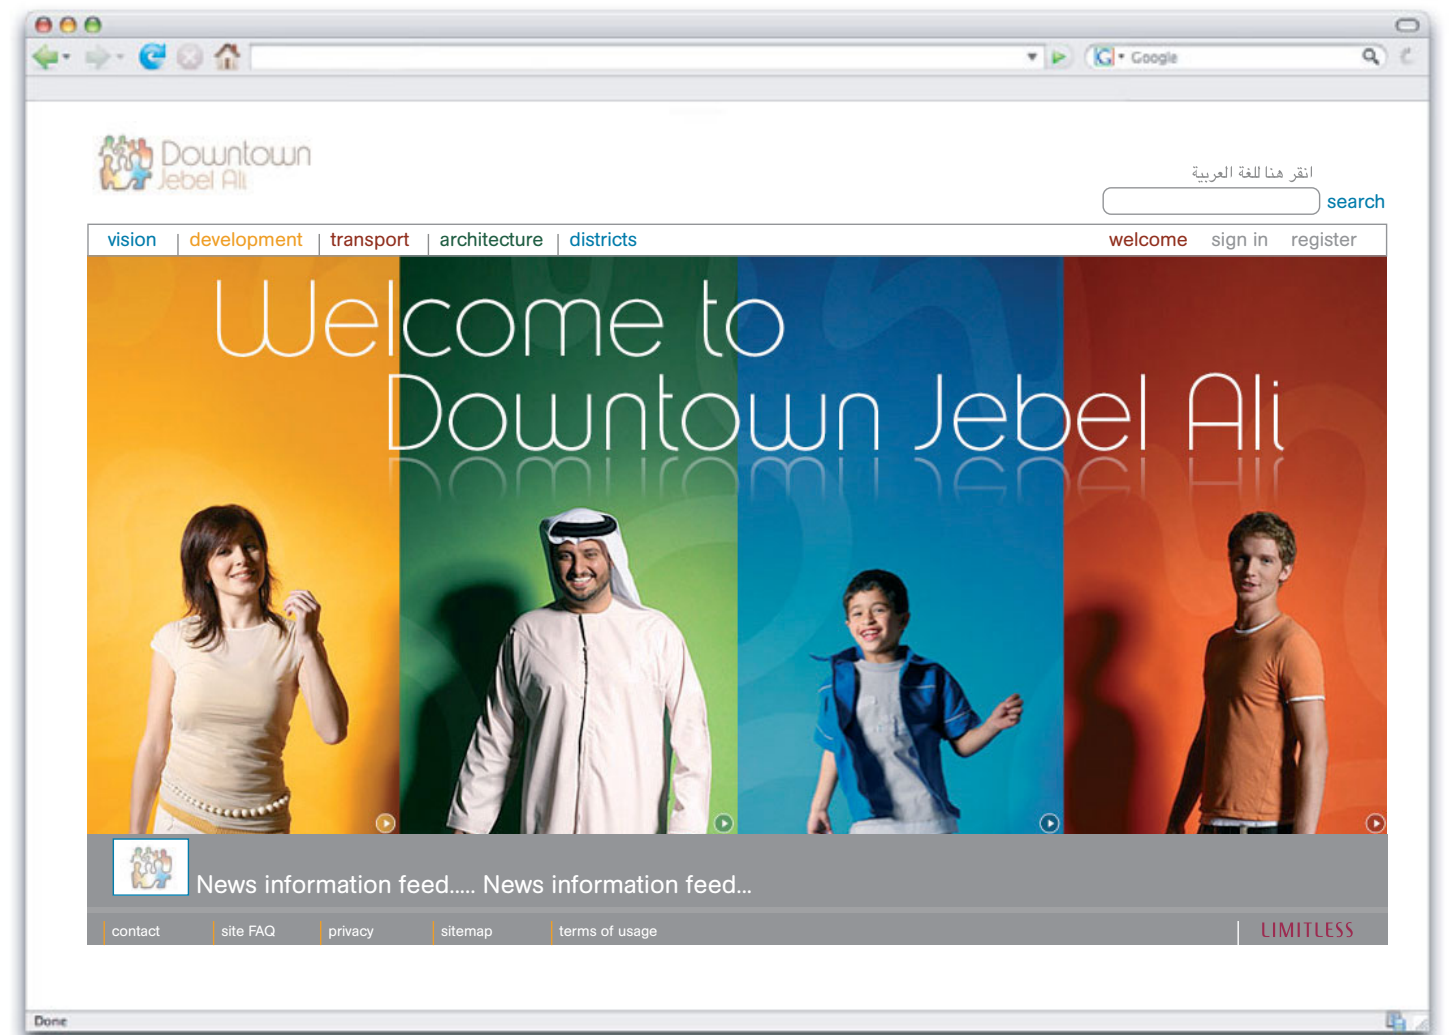 Google
Downtown
Jebel Ali
انقر هنا للغة العربية
search
vision development transport architecture districts welcome sign in register
Welcome to
Downtown Jebel Ali
News information feed..... News information feed...
contact site FAQ privacy sitemap terms of usage LIMITLESS
Done